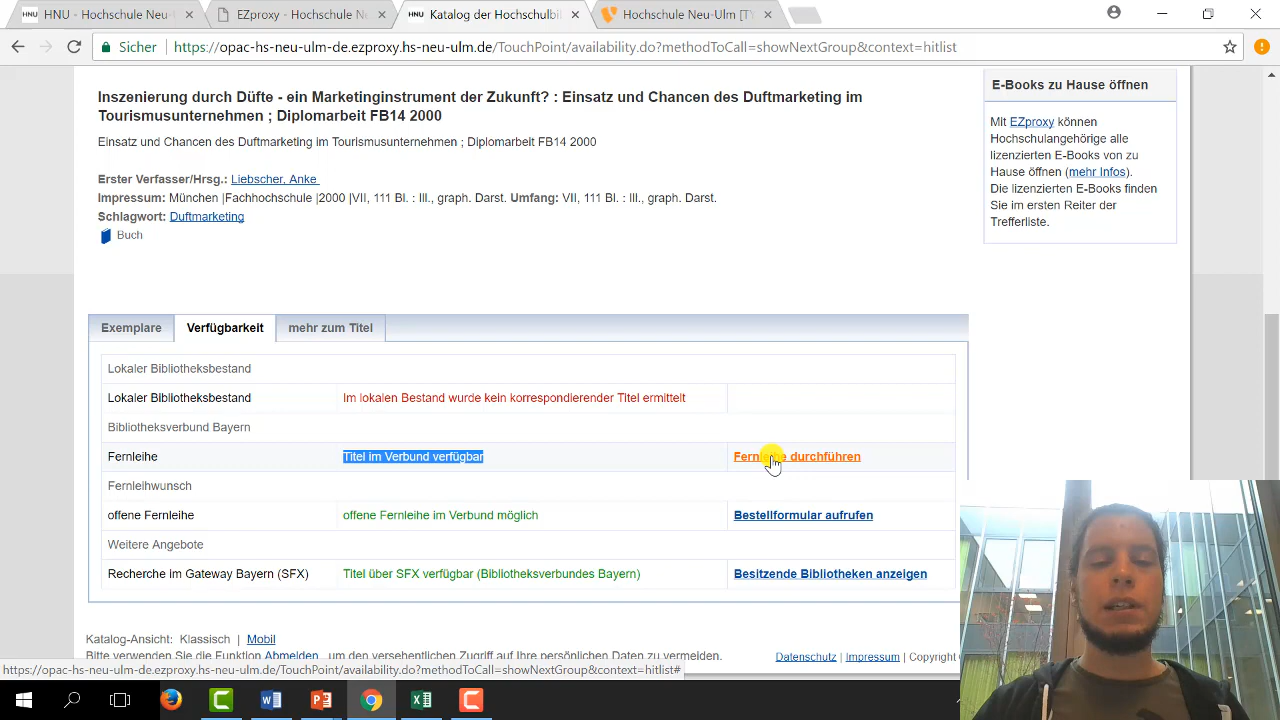 HNU - Hochschule Neu-U
EZproxy - Hochschule Ne
Katalog der Hochschulbi
Hochschule Neu-Ulm [TY
Sicher
https://opac-hs-neu-ulm-de.ezproxy.hs-neu-ulm.de/TouchPoint/availability.do?methodToCall=showNextGroup&context=hitlist
Inszenierung durch Düfte - ein Marketinginstrument der Zukunft? : Einsatz und Chancen des Duftmarketing im
Tourismusunternehmen ; Diplomarbeit FB14 2000
Einsatz und Chancen des Duftmarketing im Tourismusunternehmen ; Diplomarbeit FB14 2000
Erster Verfasser/Hrsg.: Liebscher, Anke
Impressum: München |Fachhochschule |2000 |VII, 111 Bl. : Ill., graph. Darst. Umfang: VII, 111 Bl. : Ill., graph. Darst.
Schlagwort: Duftmarketing
Buch
E-Books zu Hause öffnen
Mit EZproxy können
Hochschulangehörige alle
lizenzierten E-Books von zu
Hause öffnen (mehr Infos).
Die lizenzierten E-Books finden
Sie im ersten Reiter der
Trefferliste.
Exemplare Verfügbarkeit mehr zum Titel
Lokaler Bibliotheksbestand
Lokaler Bibliotheksbestand Im lokalen Bestand wurde kein korrespondierender Titel ermittelt
Bibliotheksverbund Bayern
Fernleihe Titel im Verbund verfügbar Fernleihe durchführen
Fernleihwunsch
offene Fernleihe offene Fernleihe im Verbund möglich Bestellformular aufrufen
Weitere Angebote
Recherche im Gateway Bayern (SFX) Titel über SFX verfügbar (Bibliotheksverbundes Bayern) Besitzende Bibliotheken anzeigen
Katalog-Ansicht: Klassisch | Mobil
Bitte verwenden Sie die Funktion Abmelden , um den versehentlichen Zugriff auf Ihre persönlichen Daten zu vermeiden.
Datenschutz | Impressum | Copyright
https://opac-hs-neu-ulm-de.ezproxy.hs-neu-ulm.de/TouchPoint/availability.do?methodToCall=showNextGroup&context=hitlist#